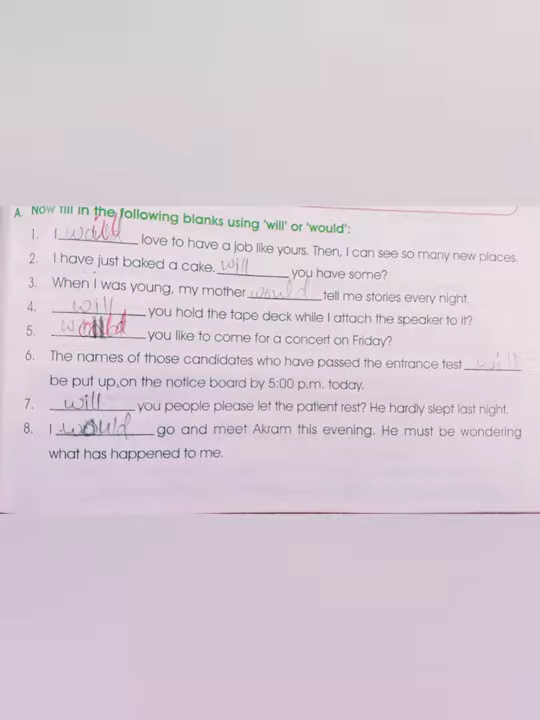 A. Now fill in the following blanks using 'will' or 'would':
1. I would love to have a job like yours. Then, I can see so many new places.
2. I have just baked a cake. will you have some?
3. When I was young, my mother would tell me stories every night.
4. will you hold the tape deck while I attach the speaker to it?
5. would you like to come for a concert on Friday?
6. The names of those candidates who have passed the entrance test will
be put up,on the notice board by 5:00 p.m. today.
7. will you people please let the patient rest? He hardly slept last night.
8. I would go and meet Akram this evening. He must be wondering
what has happened to me.